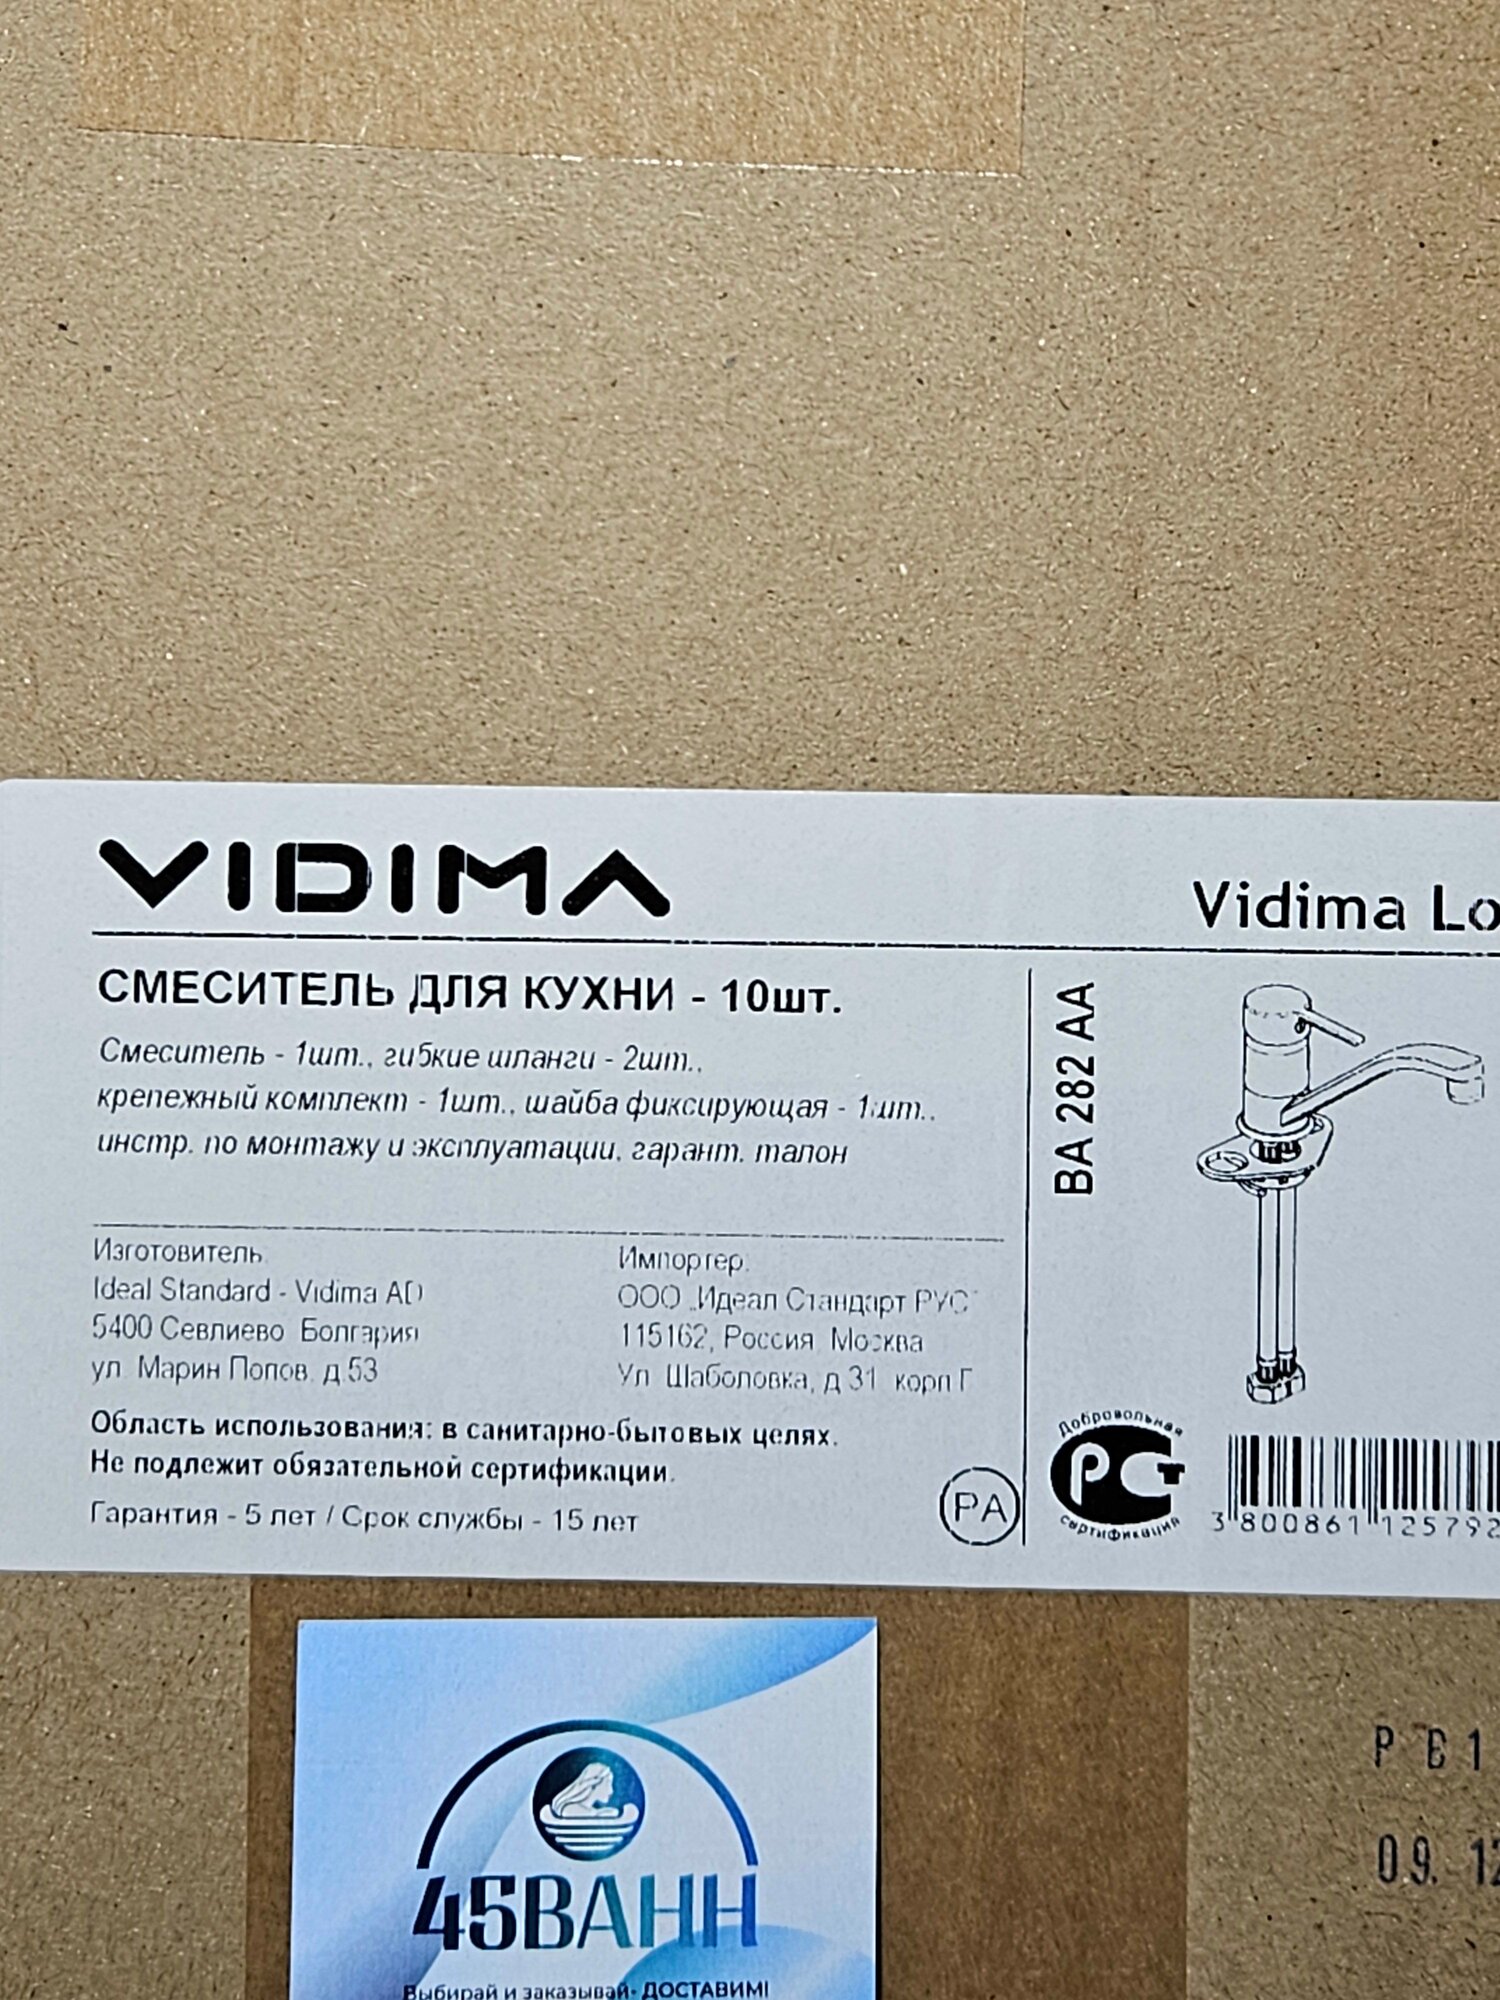 VIDIMA
Vidima Lo
СМЕСИТЕЛЬ ДЛЯ КУХНИ - 10шт.
Смеситель - 1шт., гибкие шланги - 2шт.,
крепежный комплект - 1шт., шайба фиксирующая - 1шт.,
инстр. по монтажу и эксплуатации, гарант. талон
BA 282 AA
Изготовитель:
Ideal Standard - Vidima AD
5400 Севлиево Болгария
ул. Марин Попов, д.53
Импортер:
ООО „Идеал Стандарт РУС"
115162, Россия Москва
Ул. Шаболовка, д 31 корп Г
Область использования: в санитарно-бытовых целях.
Не подлежит обязательной сертификации.
Гарантия - 5 лет / Срок службы - 15 лет
PA
Добровольная
РСТ
сертификация
3 800861 125792
45ВАНН
Выбирай и заказывай- ДОСТАВИМ!
09. 12